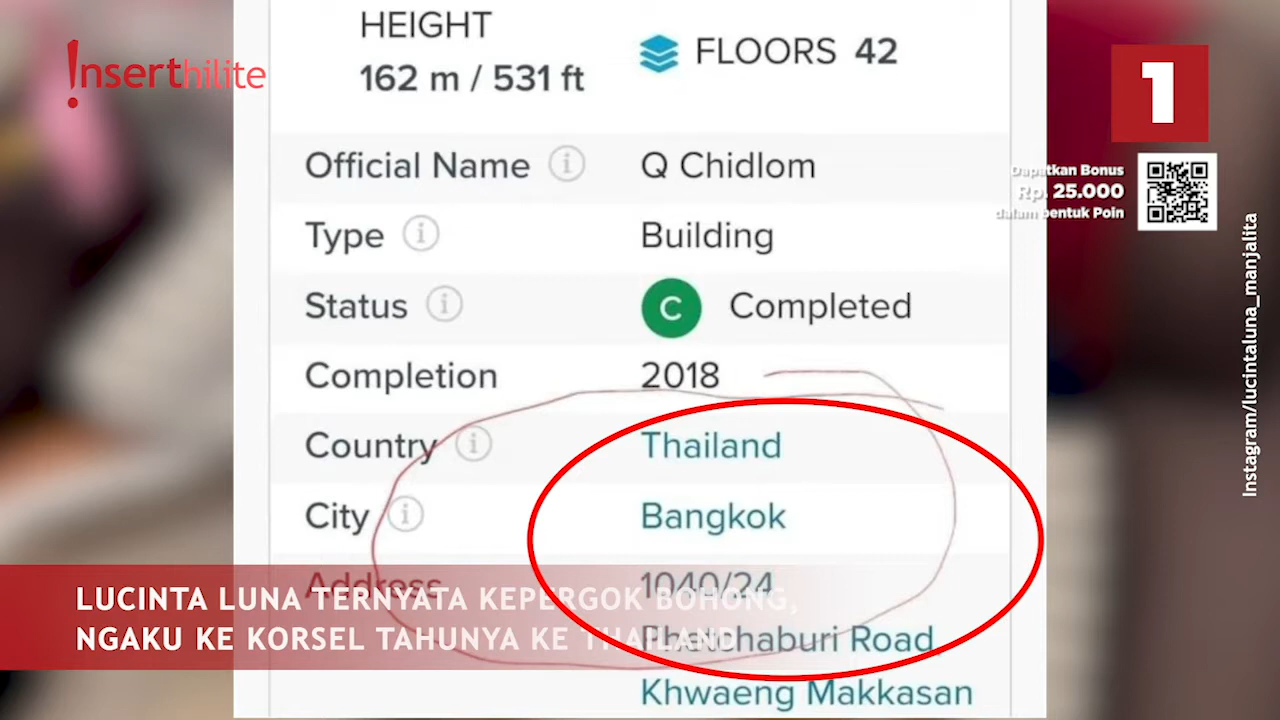 HEIGHT
162 m / 531 ft
FLOORS 42
Inserthilite
1
Official Name
Q Chidlom
Dapatkan Bonus
Rp. 25.000
dalam bentuk Poin
Type
Building
Status
C Completed
Completion
2018
Country
Thailand
City
Bangkok
Address
1040/24
Phetchaburi Road
Khwaeng Makkasan
LUCINTA LUNA TERNYATA KEPERGOK BOHONG,
NGAKU KE KORSEL TAHUNYA KE THAILAND
Instagram/lucintaluna_manjalita